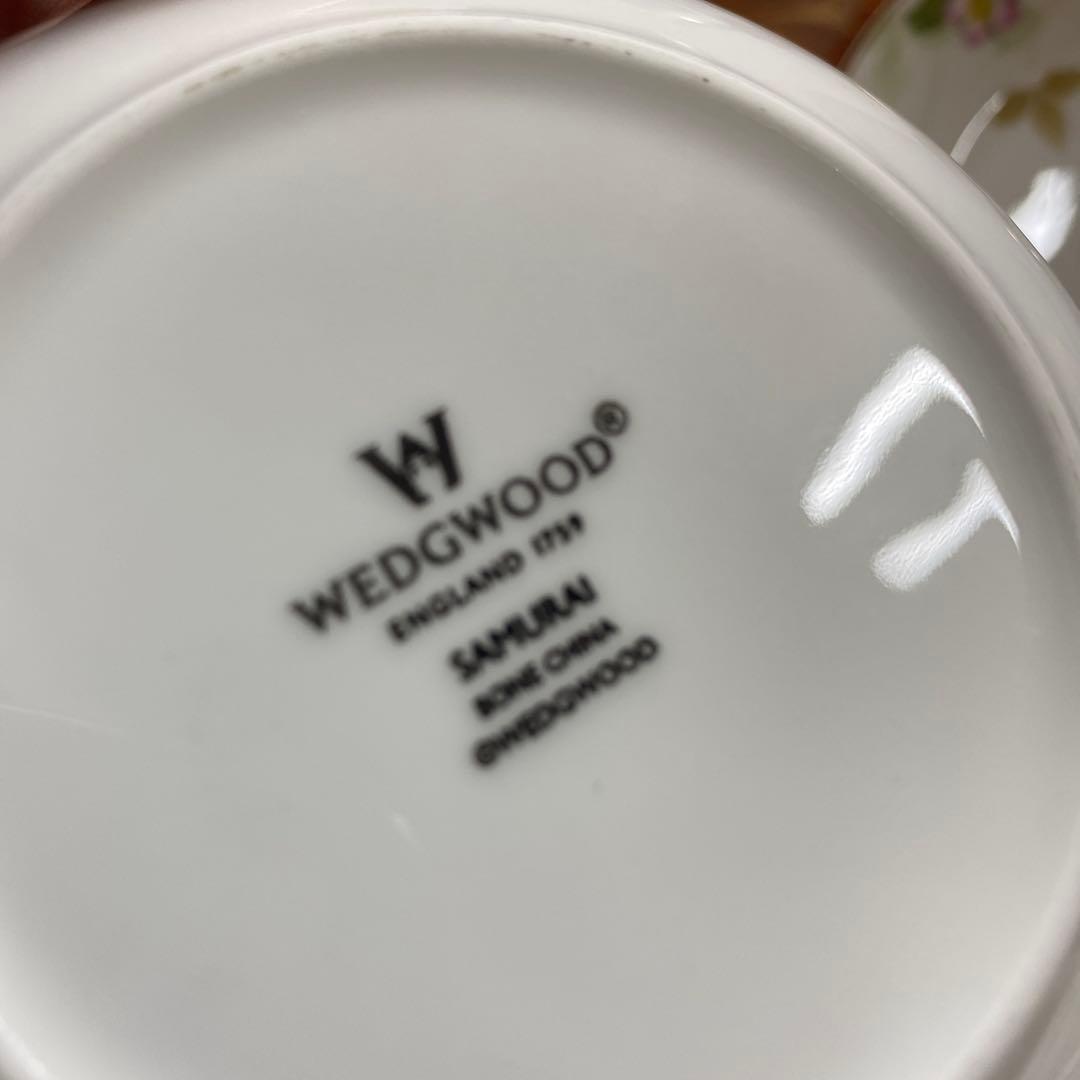 W
WEDGWOOD®
ENGLAND 1759
SAMURAI
BONE CHINA
©WEDGWOOD